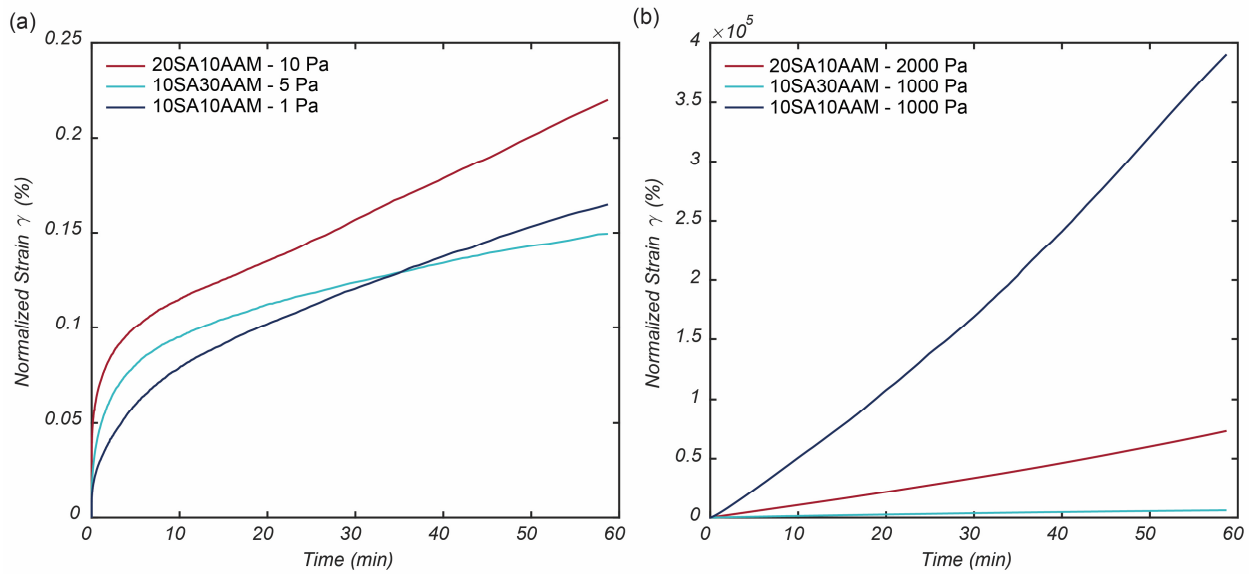 (a)
0.25
0.2
0.15
0.1
0.05
0
Normalized Strain γ (%)
20SA10AAM - 10 Pa
10SA30AAM - 5 Pa
10SA10AAM - 1 Pa
0 10 20 30 40 50 60
Time (min)
(b)
×10⁵
4
3.5
3
2.5
2
1.5
1
0.5
0
Normalized Strain γ (%)
20SA10AAM - 2000 Pa
10SA30AAM - 1000 Pa
10SA10AAM - 1000 Pa
0 10 20 30 40 50 60
Time (min)